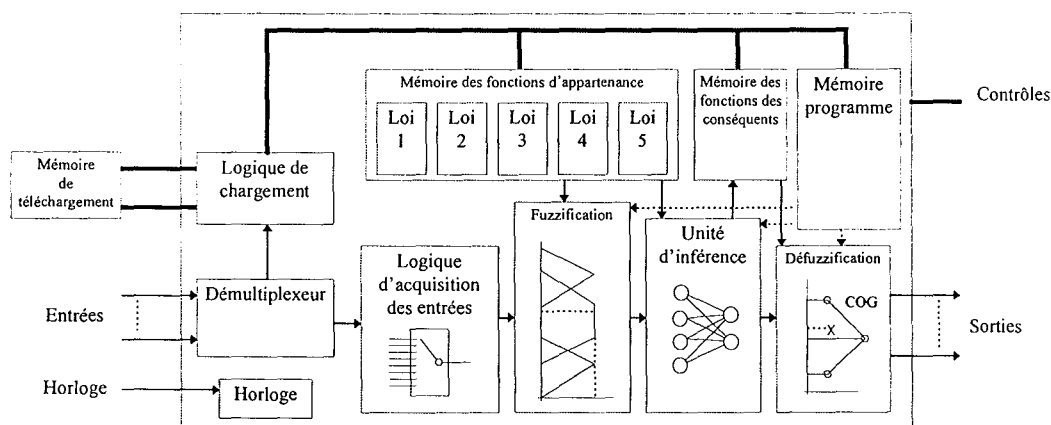 Mémoire des fonctions d'appartenance
Loi
1
Loi
2
Loi
3
Loi
4
Loi
5
Mémoire des
fonctions des
conséquents
Mémoire
programme
Contrôles
Mémoire
de
téléchargement
Logique de
chargement
Fuzzification
Unité
d'inférence
Défuzzification
COG
X
Logique
d'acquisition
des entrées
Démultiplexeur
Entrées
Sorties
Horloge
Horloge